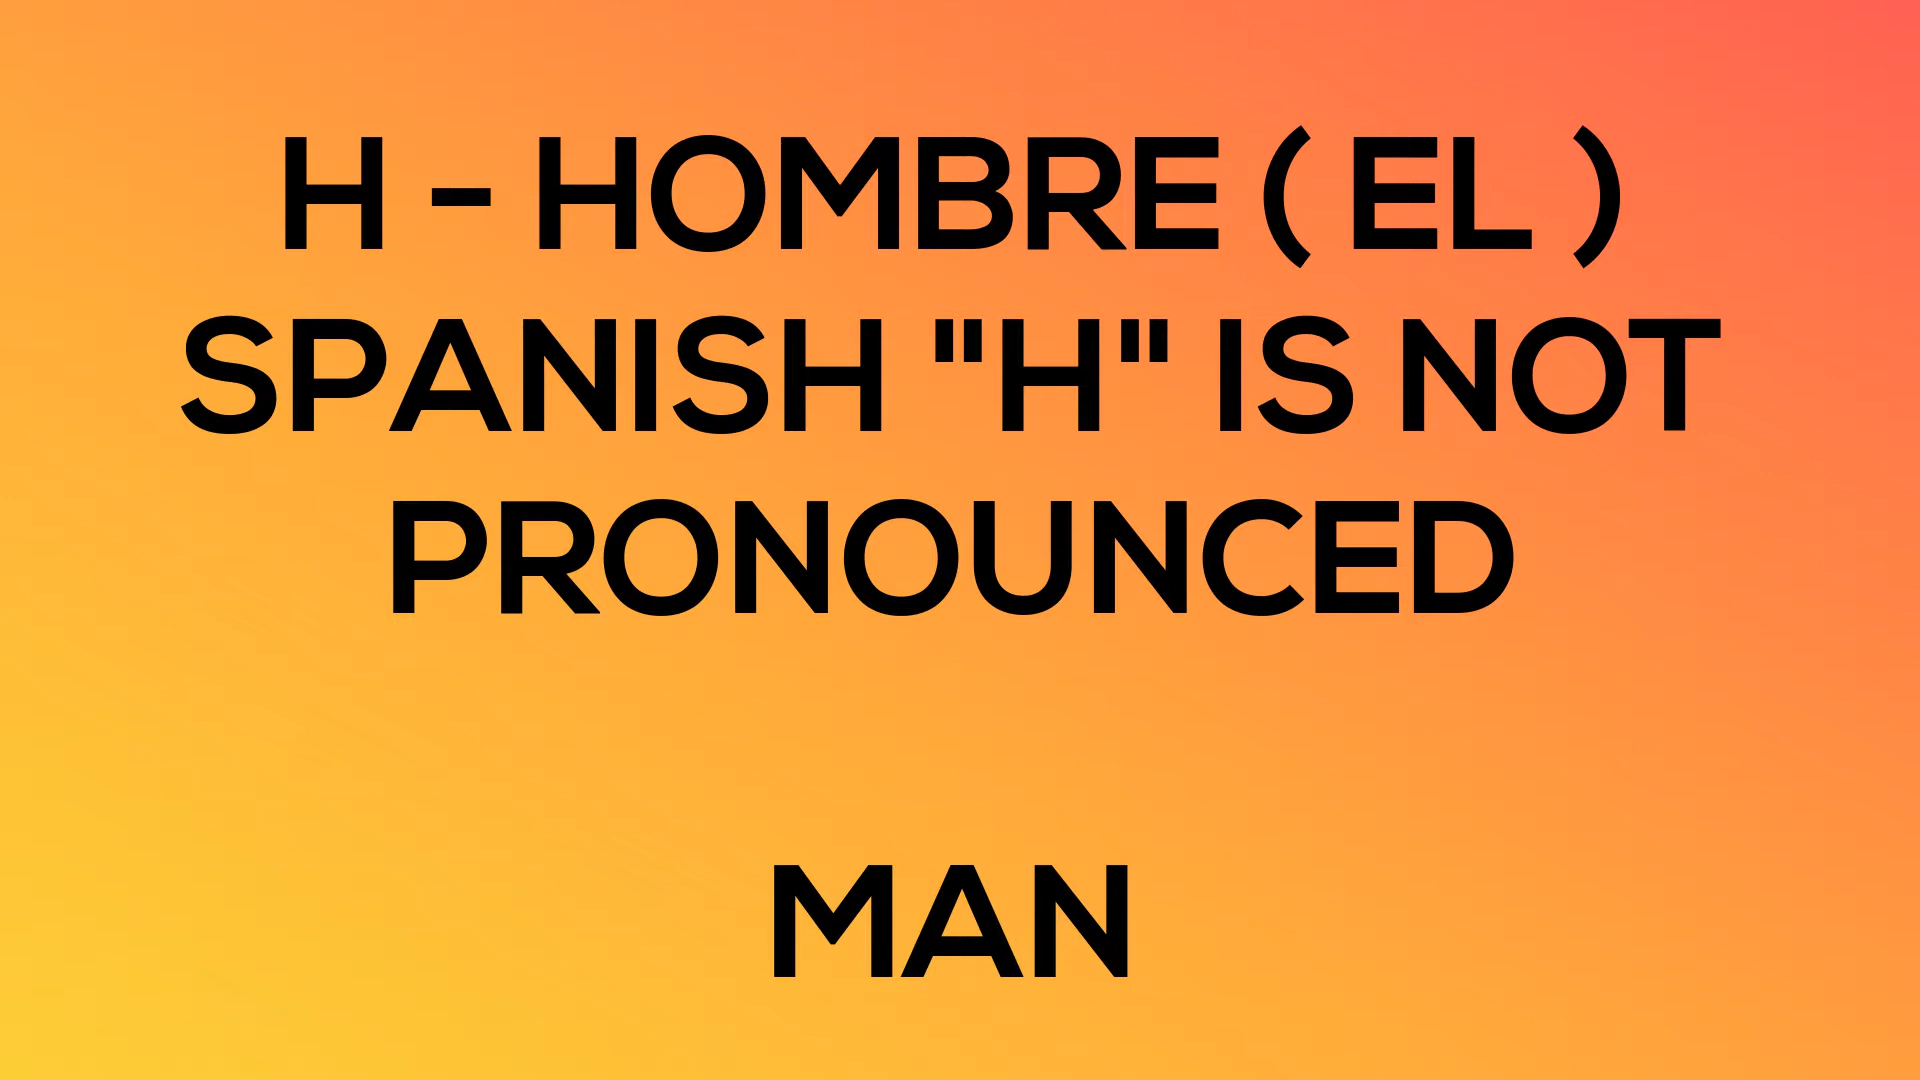 H - HOMBRE ( EL )
SPANISH "H" IS NOT
PRONOUNCED
MAN